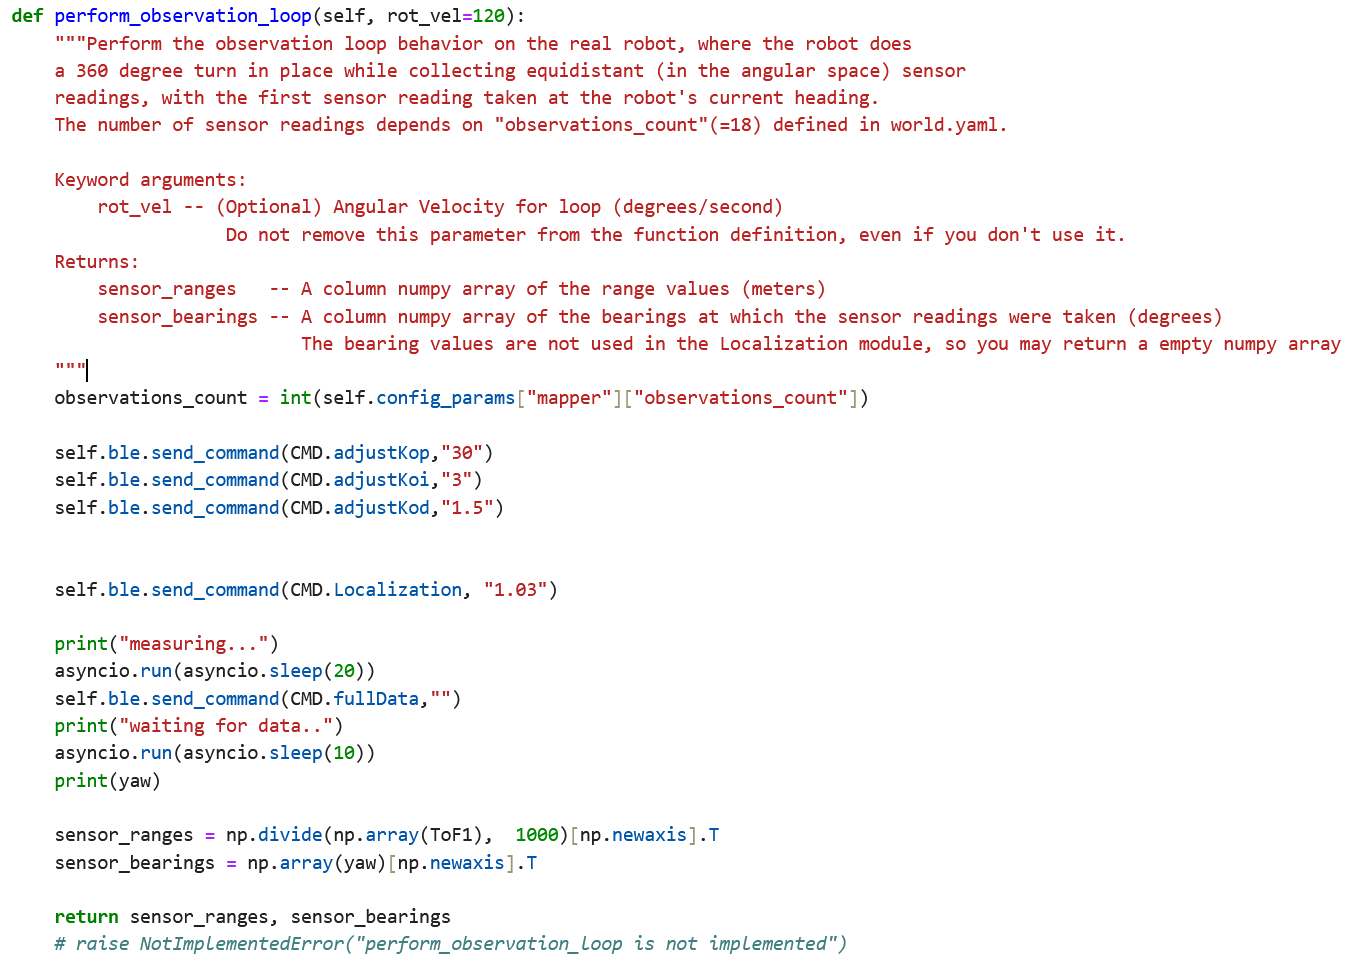 def perform_observation_loop(self, rot_vel=120):
    """Perform the observation loop behavior on the real robot, where the robot does
    a 360 degree turn in place while collecting equidistant (in the angular space) sensor
    readings, with the first sensor reading taken at the robot's current heading.
    The number of sensor readings depends on "observations_count"(=18) defined in world.yaml.

    Keyword arguments:
        rot_vel -- (Optional) Angular Velocity for loop (degrees/second)
                    Do not remove this parameter from the function definition, even if you don't use it.
    Returns:
        sensor_ranges   -- A column numpy array of the range values (meters)
        sensor_bearings -- A column numpy array of the bearings at which the sensor readings were taken (degrees)
                           The bearing values are not used in the Localization module, so you may return a empty numpy array
    """
    observations_count = int(self.config_params["mapper"]["observations_count"])

    self.ble.send_command(CMD.adjustKop,"30")
    self.ble.send_command(CMD.adjustKoi,"3")
    self.ble.send_command(CMD.adjustKod,"1.5")


    self.ble.send_command(CMD.Localization, "1.03")

    print("measuring...")
    asyncio.run(asyncio.sleep(20))
    self.ble.send_command(CMD.fullData,"")
    print("waiting for data..")
    asyncio.run(asyncio.sleep(10))
    print(yaw)

    sensor_ranges = np.divide(np.array(ToF1),  1000)[np.newaxis].T
    sensor_bearings = np.array(yaw)[np.newaxis].T

    return sensor_ranges, sensor_bearings
    # raise NotImplementedError("perform_observation_loop is not implemented")